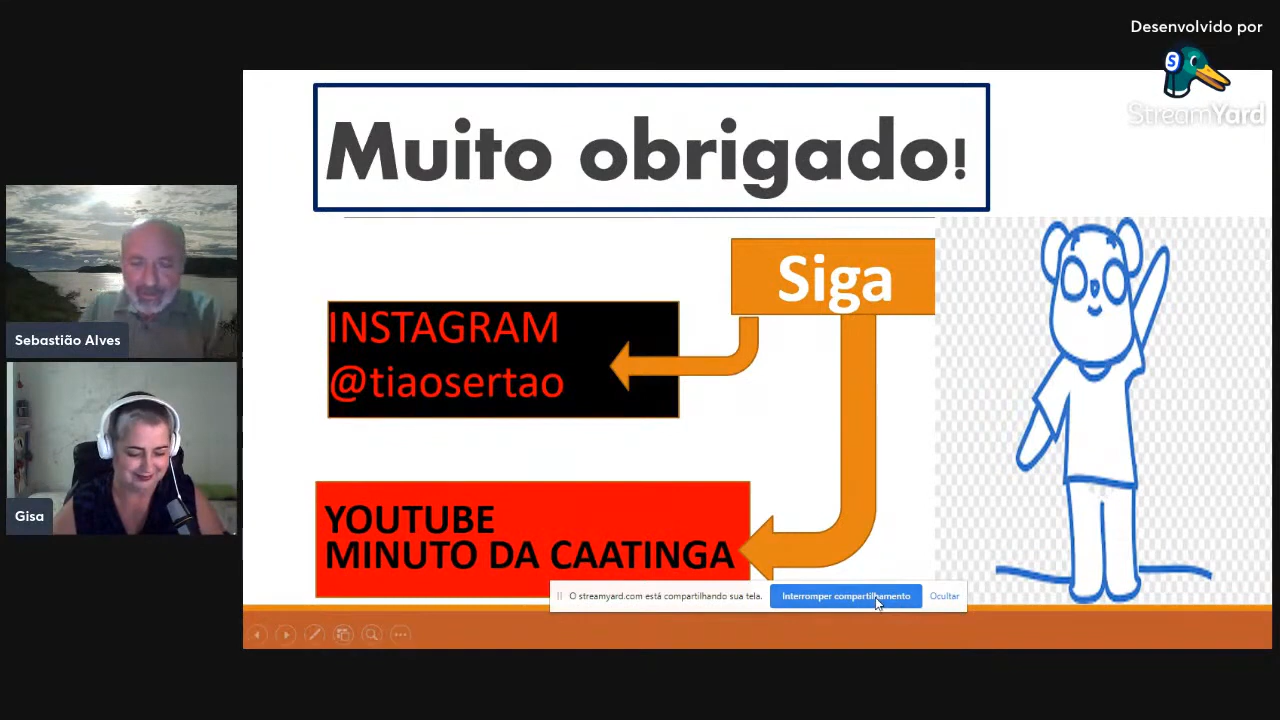 Desenvolvido por
StreamYard
Muito obrigado!
Siga
INSTAGRAM
@tiaosertao
Sebastião Alves
Gisa
YOUTUBE
MINUTO DA CAATINGA
O streamyard.com está compartilhando sua tela.
Interromper compartilhamento
Ocultar